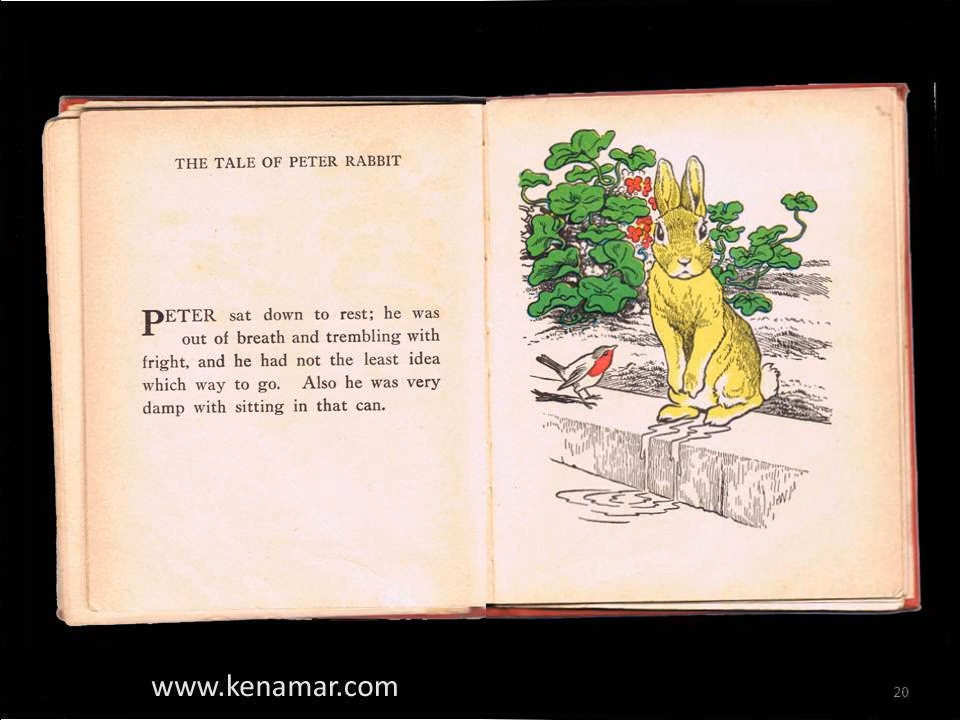 THE TALE OF PETER RABBIT
PETER sat down to rest; he was
out of breath and trembling with
fright, and he had not the least idea
which way to go. Also he was very
damp with sitting in that can.
www.kenamar.com
20